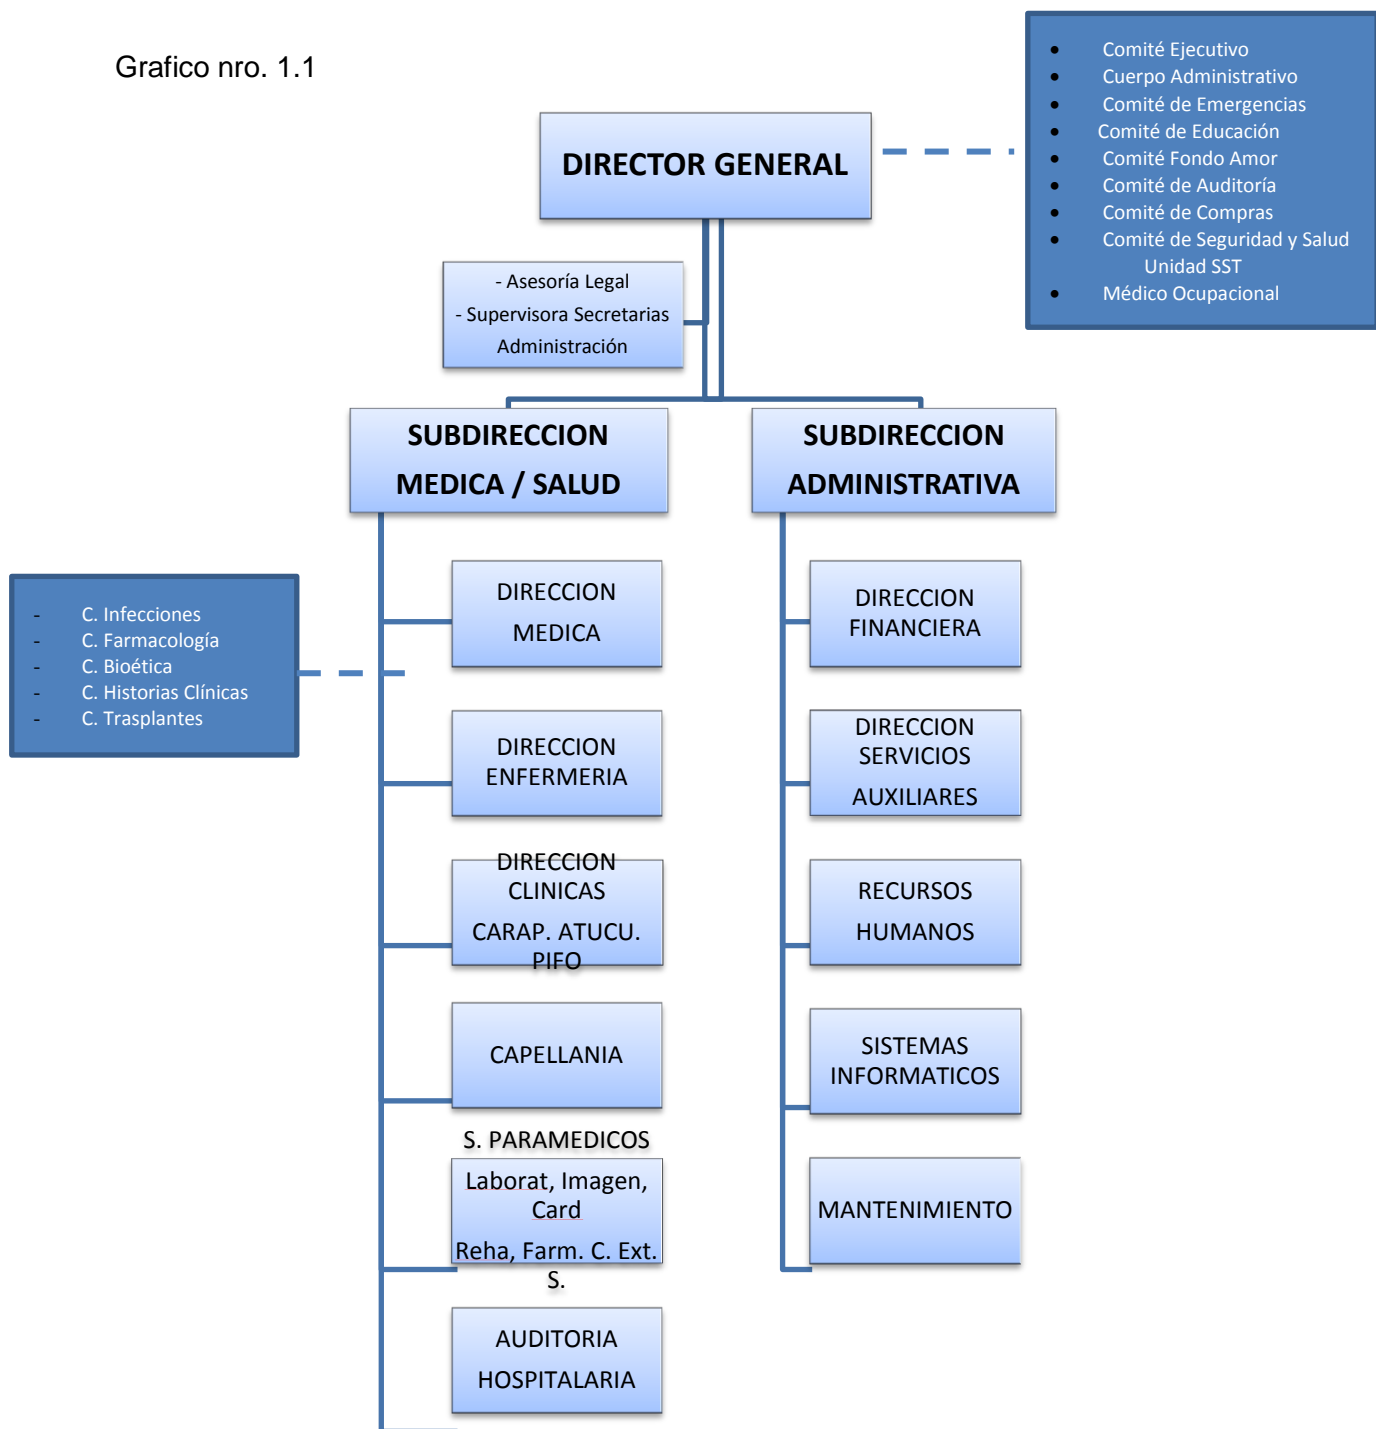 Grafico nro. 1.1
• Comité Ejecutivo
• Cuerpo Administrativo
• Comité de Emergencias
• Comité de Educación
• Comité Fondo Amor
• Comité de Auditoría
• Comité de Compras
• Comité de Seguridad y Salud
Unidad SST
• Médico Ocupacional
DIRECTOR GENERAL
- Asesoría Legal
- Supervisora Secretarias
Administración
SUBDIRECCION
MEDICA / SALUD
SUBDIRECCION
ADMINISTRATIVA
- C. Infecciones
- C. Farmacología
- C. Bioética
- C. Historias Clínicas
- C. Trasplantes
DIRECCION
MEDICA
DIRECCION
ENFERMERIA
DIRECCION
CLINICAS
CARAP. ATUCU.
PIFO
CAPELLANIA
S. PARAMEDICOS
Laborat, Imagen,
Card
Reha, Farm. C. Ext.
S.
AUDITORIA
HOSPITALARIA
DIRECCION
FINANCIERA
DIRECCION
SERVICIOS
AUXILIARES
RECURSOS
HUMANOS
SISTEMAS
INFORMATICOS
MANTENIMIENTO